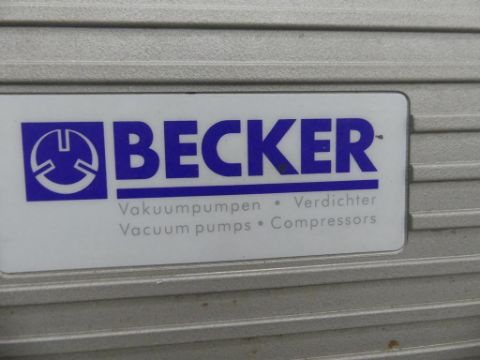 BECKER
Vakuumpumpen • Verdichter
Vacuum pumps • Compressors